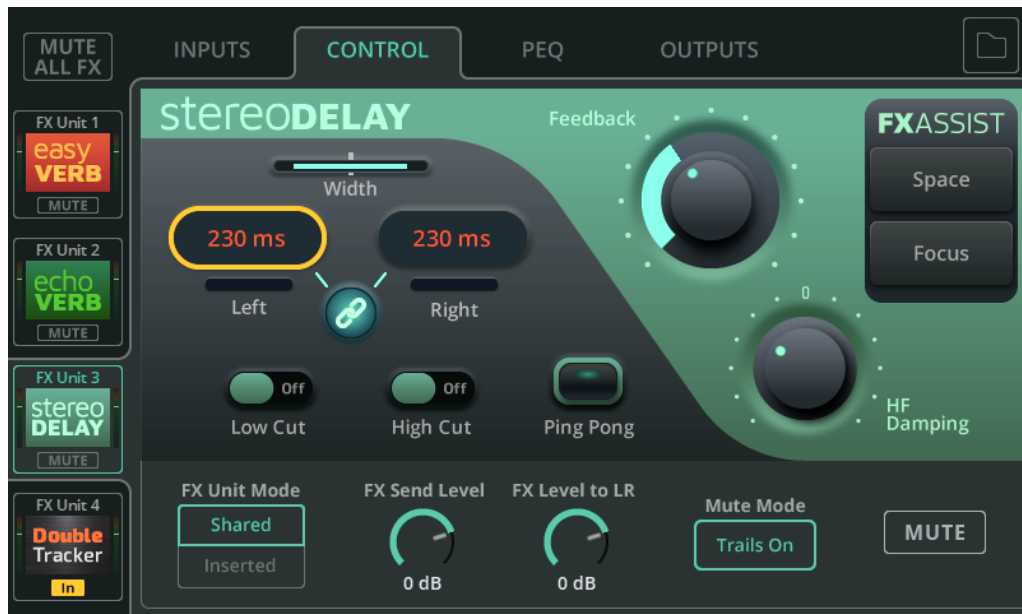 MUTE
ALL FX
INPUTS
CONTROL
PEQ
OUTPUTS
FX Unit 1
easy
VERB
MUTE
FX Unit 2
echo
VERB
MUTE
FX Unit 3
stereo
DELAY
MUTE
FX Unit 4
Double
Tracker
In
stereoDELAY
Width
230 ms
230 ms
Left
Right
Off
Low Cut
Off
High Cut
Ping Pong
Feedback
0
HF
Damping
FXASSIST
Space
Focus
FX Unit Mode
Shared
Inserted
FX Send Level
0 dB
FX Level to LR
0 dB
Mute Mode
Trails On
MUTE